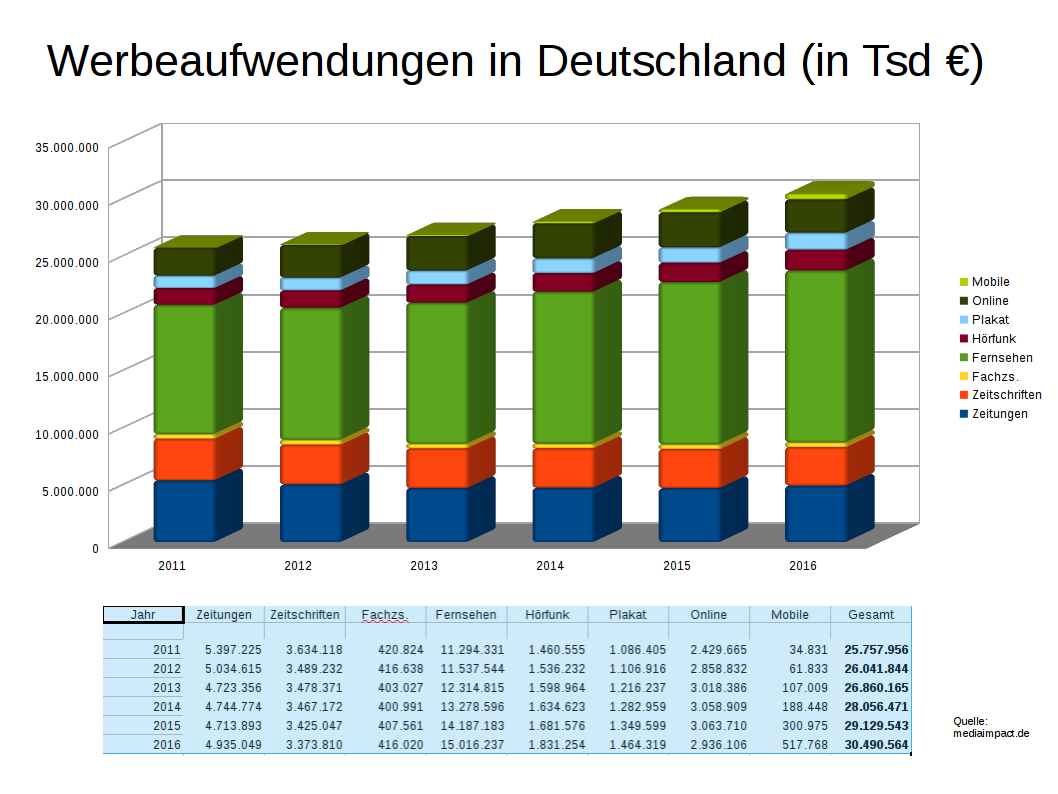 Werbeaufwendungen in Deutschland (in Tsd €)
35.000.000
30.000.000
25.000.000
20.000.000
15.000.000
10.000.000
5.000.000
0
2011 2012 2013 2014 2015 2016
Mobile
Online
Plakat
Hörfunk
Fernsehen
Fachzs.
Zeitschriften
Zeitungen
Jahr Zeitungen Zeitschriften Fachzs. Fernsehen Hörfunk Plakat Online Mobile Gesamt
2011 5.397.225 3.634.118 420.824 11.294.331 1.460.555 1.086.405 2.429.665 34.831 25.757.956
2012 5.034.615 3.489.232 416.638 11.537.544 1.536.232 1.106.916 2.858.832 61.833 26.041.844
2013 4.723.356 3.478.371 403.027 12.314.815 1.598.964 1.216.237 3.018.386 107.009 26.860.165
2014 4.744.774 3.467.172 400.991 13.278.596 1.634.623 1.282.959 3.058.909 188.448 28.056.471
2015 4.713.893 3.425.047 407.561 14.187.183 1.681.576 1.349.599 3.063.710 300.975 29.129.543
2016 4.935.049 3.373.810 416.020 15.016.237 1.831.254 1.464.319 2.936.106 517.768 30.490.564
Quelle:
mediaimpact.de